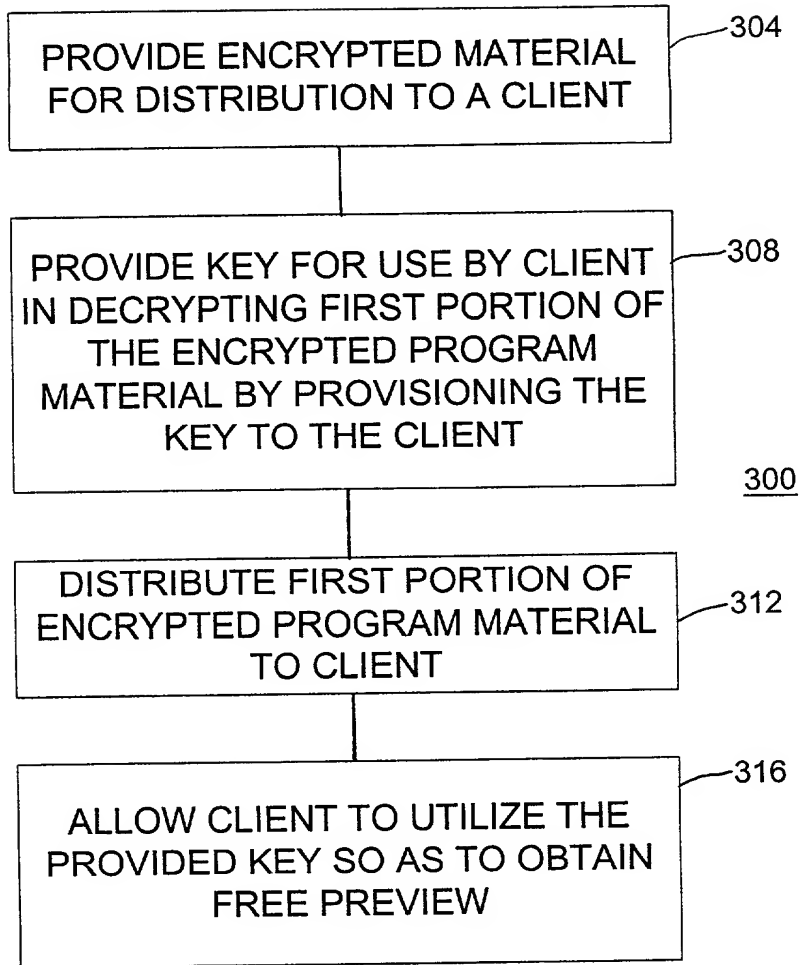 PROVIDE ENCRYPTED MATERIAL
FOR DISTRIBUTION TO A CLIENT
304
PROVIDE KEY FOR USE BY CLIENT
IN DECRYPTING FIRST PORTION OF
THE ENCRYPTED PROGRAM
MATERIAL BY PROVISIONING THE
KEY TO THE CLIENT
308
300
DISTRIBUTE FIRST PORTION OF
ENCRYPTED PROGRAM MATERIAL
TO CLIENT
312
ALLOW CLIENT TO UTILIZE THE
PROVIDED KEY SO AS TO OBTAIN
FREE PREVIEW
316